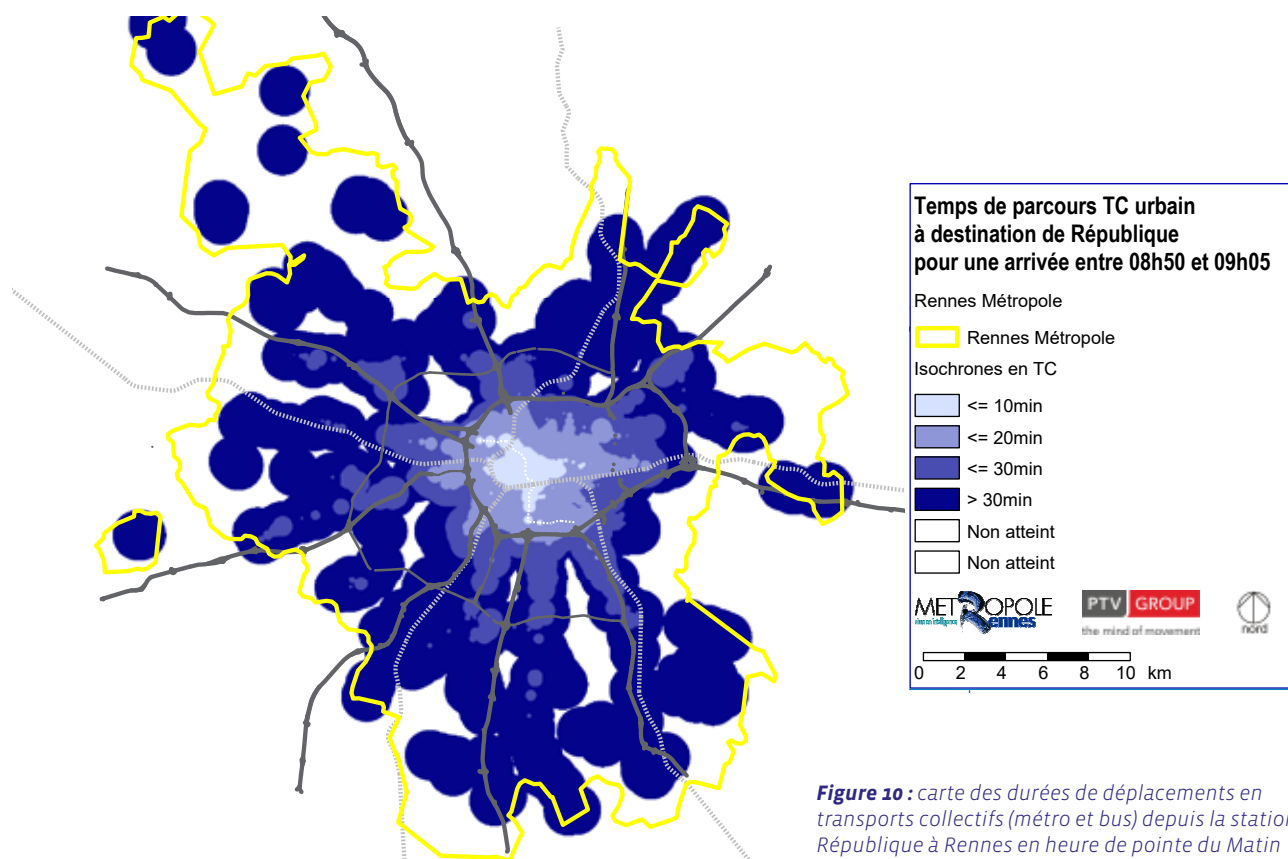 Temps de parcours TC urbain
à destination de République
pour une arrivée entre 08h50 et 09h05
Rennes Métropole
Rennes Métropole
Isochrones en TC
<= 10min
<= 20min
<= 30min
> 30min
Non atteint
Non atteint
METROPOLE
Rennes
PTV GROUP
the mind of movement
nord
0 2 4 6 8 10 km
Figure 10 : carte des durées de déplacements en
transports collectifs (métro et bus) depuis la station
République à Rennes en heure de pointe du Matin